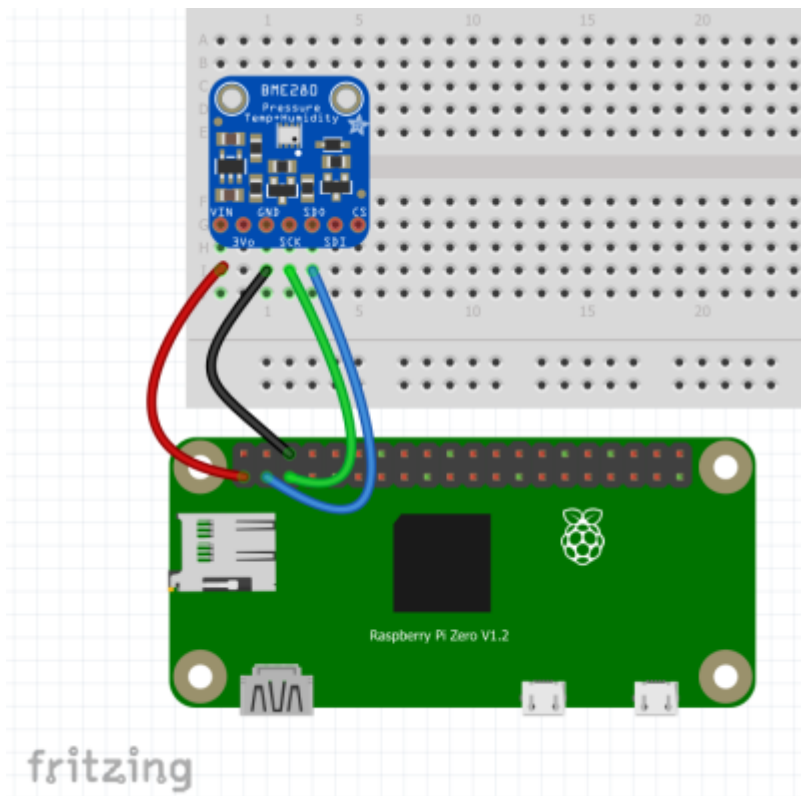 1 5 10 15 20
A
B
C
D
E
BME280
Pressure
Temp+Humidity
F
G
H
I
VIN GND SDO CS
3Vo SCK SDI
1 5 10 15 20
Raspberry Pi Zero V1.2
fritzing